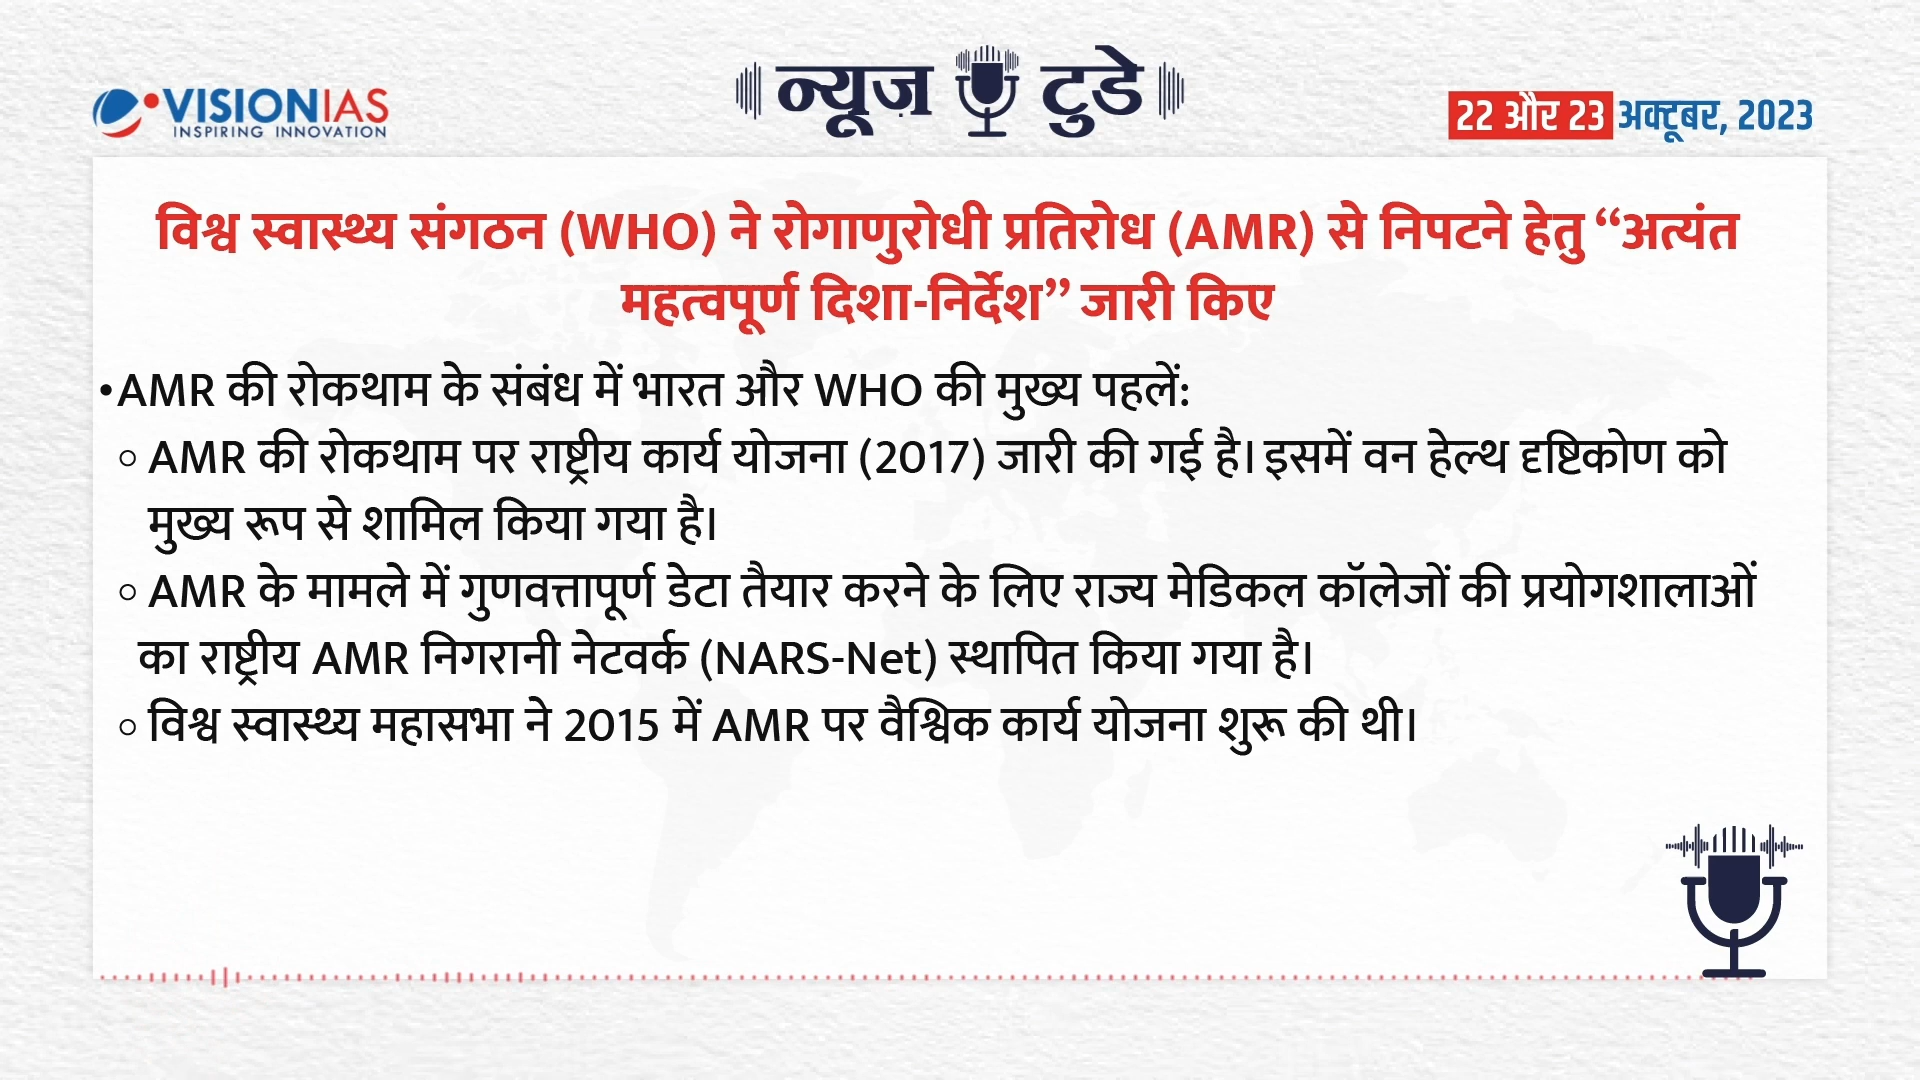 VISIONIAS
INSPIRING INNOVATION
न्यूज़ टुडे
22 और 23 अक्टूबर, 2023
विश्व स्वास्थ्य संगठन (WHO) ने रोगाणुरोधी प्रतिरोध (AMR) से निपटने हेतु “अत्यंत
महत्वपूर्ण दिशा-निर्देश” जारी किए
•AMR की रोकथाम के संबंध में भारत और WHO की मुख्य पहलें:
○ AMR की रोकथाम पर राष्ट्रीय कार्य योजना (2017) जारी की गई है। इसमें वन हेल्थ दृष्टिकोण को
मुख्य रूप से शामिल किया गया है।
○ AMR के मामले में गुणवत्तापूर्ण डेटा तैयार करने के लिए राज्य मेडिकल कॉलेजों की प्रयोगशालाओं
का राष्ट्रीय AMR निगरानी नेटवर्क (NARS-Net) स्थापित किया गया है।
○ विश्व स्वास्थ्य महासभा ने 2015 में AMR पर वैश्विक कार्य योजना शुरू की थी।